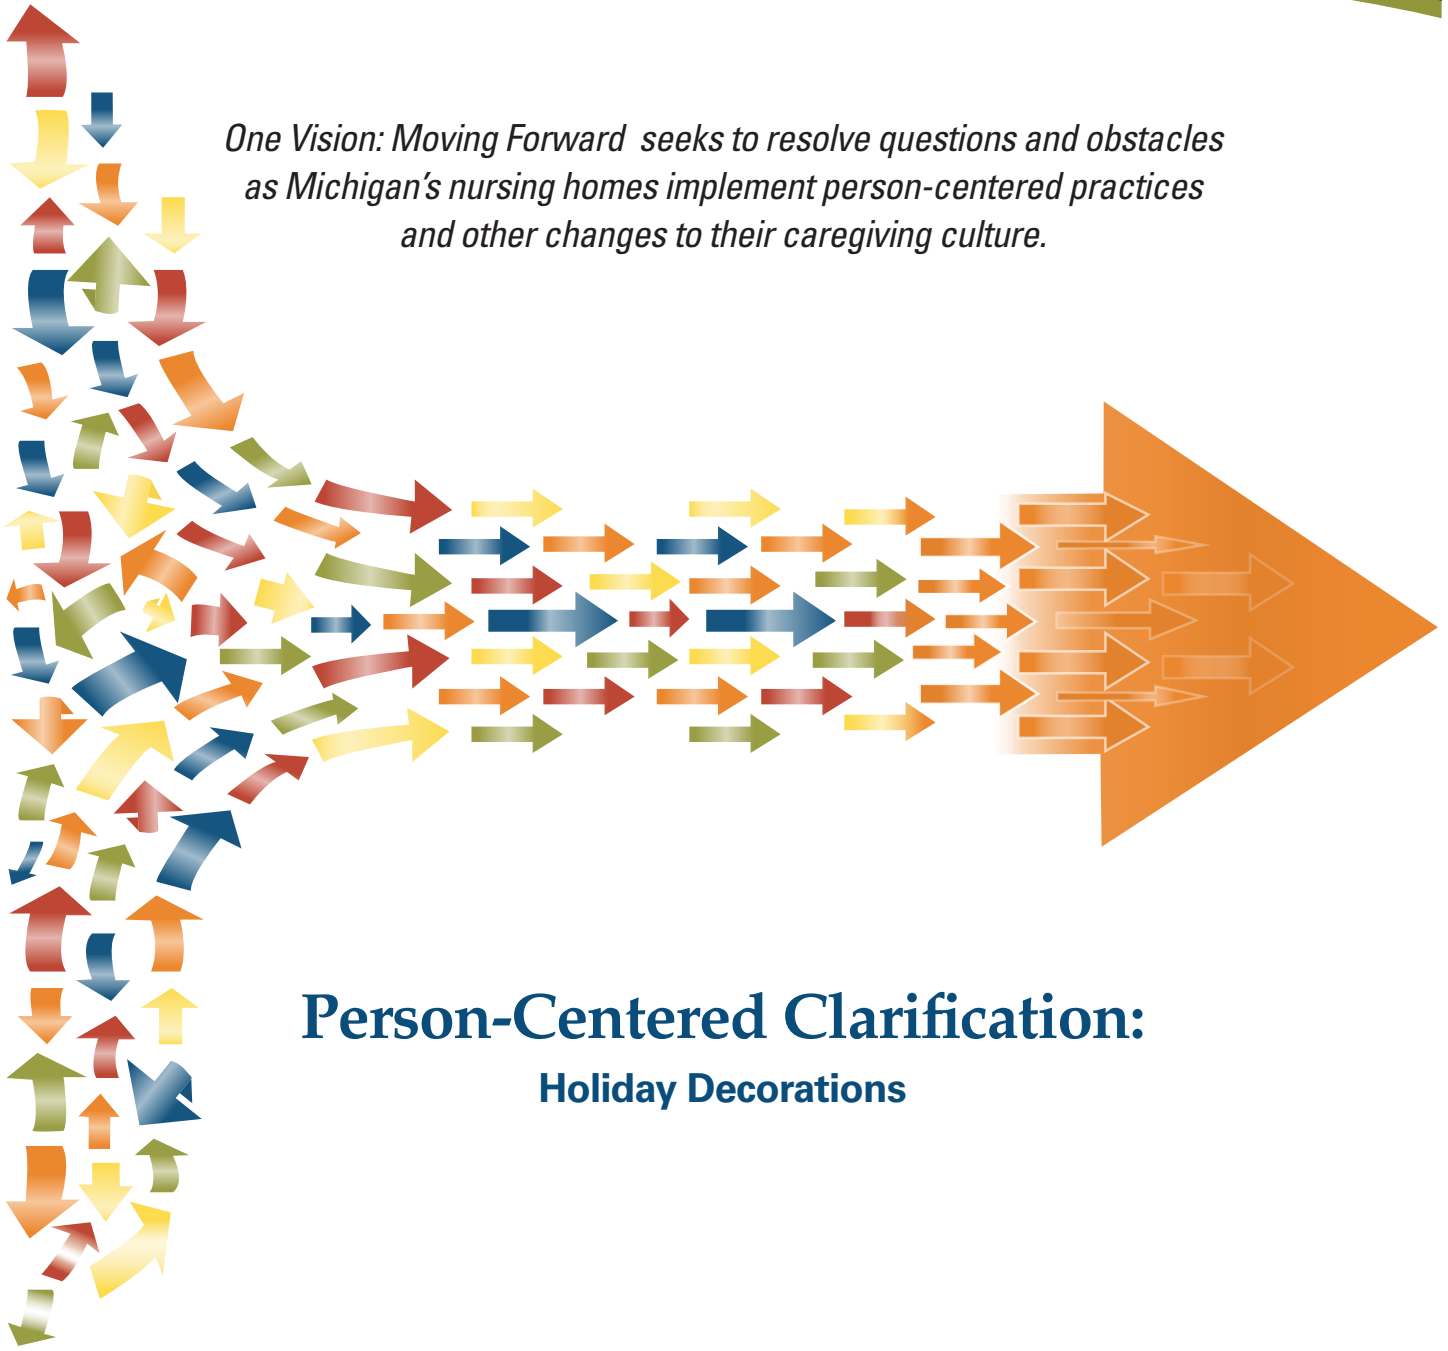 One Vision: Moving Forward seeks to resolve questions and obstacles
as Michigan's nursing homes implement person-centered practices
and other changes to their caregiving culture.
Person-Centered Clarification:
Holiday Decorations